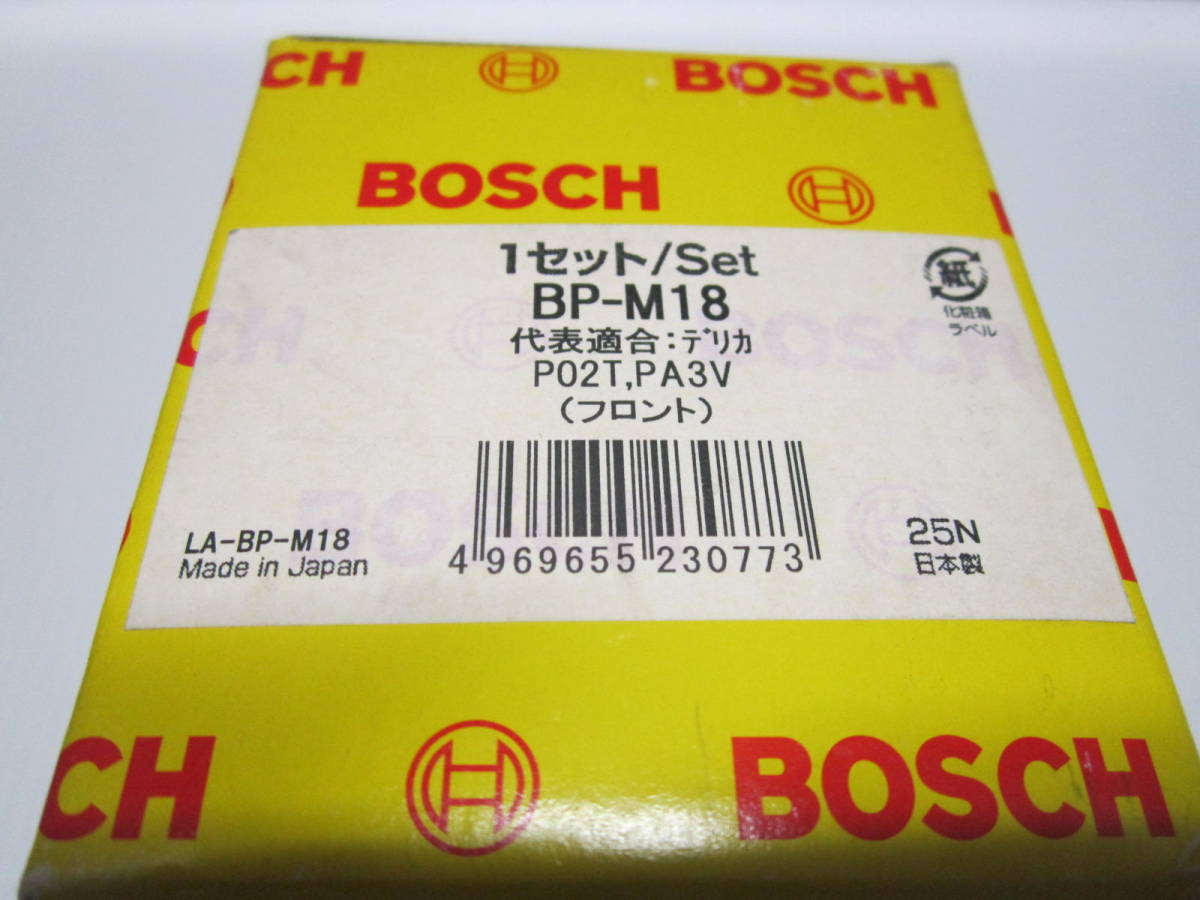 CH BOSCH
BOSCH
1セット/Set
BP-M18
代表適合:デリカ
P02T,PA3V
(フロント)
紙
化粧箱
ラベル
CH
BOSCH
LA-BP-M18
Made in Japan
4 969655 230773
25N
日本製
CH BOSCH